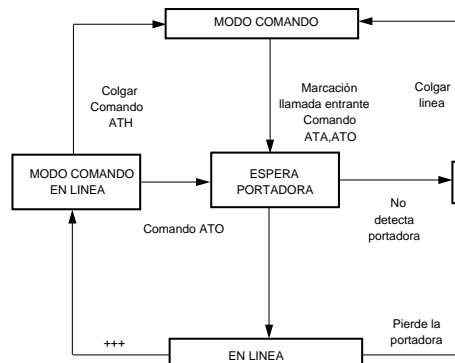 MODO COMANDO
Colgar
Comando
ATH
Marcación
llamada entrante
Comando
ATA,ATO
Colgar
linea
MODO COMANDO
EN LINEA
ESPERA
PORTADORA
Comando ATO
No
detecta
portadora
+++
EN LINEA
Pierde la
portadora